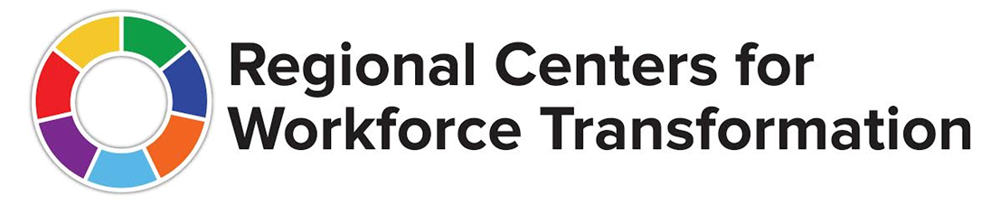 Regional Centers for
Workforce Transformation